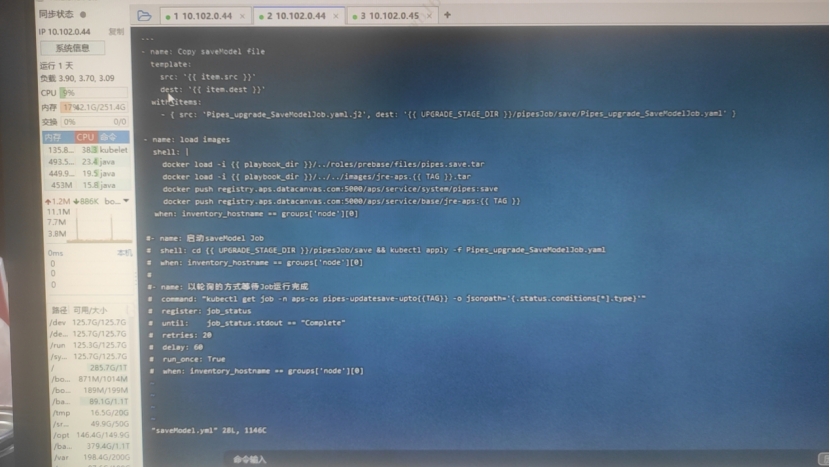 同步状态
IP 10.102.0.44 复制
系统信息
运行 1 天
负载 3.90, 3.70, 3.09
CPU 9%
内存 17% 42.1G/251.4G
交换 0% 0/0
内存 CPU 命令
135.8... 38.3 kubelet
493.5... 23.4 java
449.9... 19.5 java
453M 15.8 java
↑1.2M ↓886K bo...
11.1M
7.7M
3.8M
0ms 本机
0
0
0
路径 可用/大小
/dev 125.7G/125.7G
/de... 125.7G/125.7G
/run 125.3G/125.7G
/sy... 125.7G/125.7G
/ 285.7G/1T
/bo... 871M/1014M
/bo... 189M/199M
/ba... 89.1G/1.1T
/tmp 16.5G/20G
/sr... 49.9G/50G
/opt 146.4G/149.9G
/ba... 379.4G/1.1T
/var 198.4G/200G
1 10.102.0.44 ×
2 10.102.0.44 ×
3 10.102.0.45 ×
+
---
- name: Copy saveModel file
template:
src: '{{ item.src }}'
dest: '{{ item.dest }}'
with_items:
- { src: 'Pipes_upgrade_SaveModelJob.yaml.j2', dest: '{{ UPGRADE_STAGE_DIR }}/pipesJob/save/Pipes_upgrade_SaveModelJob.yaml' }
- name: load images
shell: |
docker load -i {{ playbook_dir }}/../roles/prebase/files/pipes.save.tar
docker load -i {{ playbook_dir }}/../../images/jre-aps:{{ TAG }}.tar
docker push registry.aps.datacanvas.com:5000/aps/service/system/pipes:save
docker push registry.aps.datacanvas.com:5000/aps/service/base/jre-aps:{{ TAG }}
when: inventory_hostname == groups['node'][0]
#- name: 启动saveModel Job
# shell: cd {{ UPGRADE_STAGE_DIR }}/pipesJob/save && kubectl apply -f Pipes_upgrade_SaveModelJob.yaml
# when: inventory_hostname == groups['node'][0]
#
#- name: 以轮询的方式等待Job运行完成
# command: "kubectl get job -n aps-os pipes-updatesave-upto{{TAG}} -o jsonpath='{.status.conditions[*].type}'"
# register: job_status
# until: job_status.stdout == "Complete"
# retries: 20
# delay: 60
# run_once: True
# when: inventory_hostname == groups['node'][0]
"saveModel.yml" 28L, 1146C
命令输入